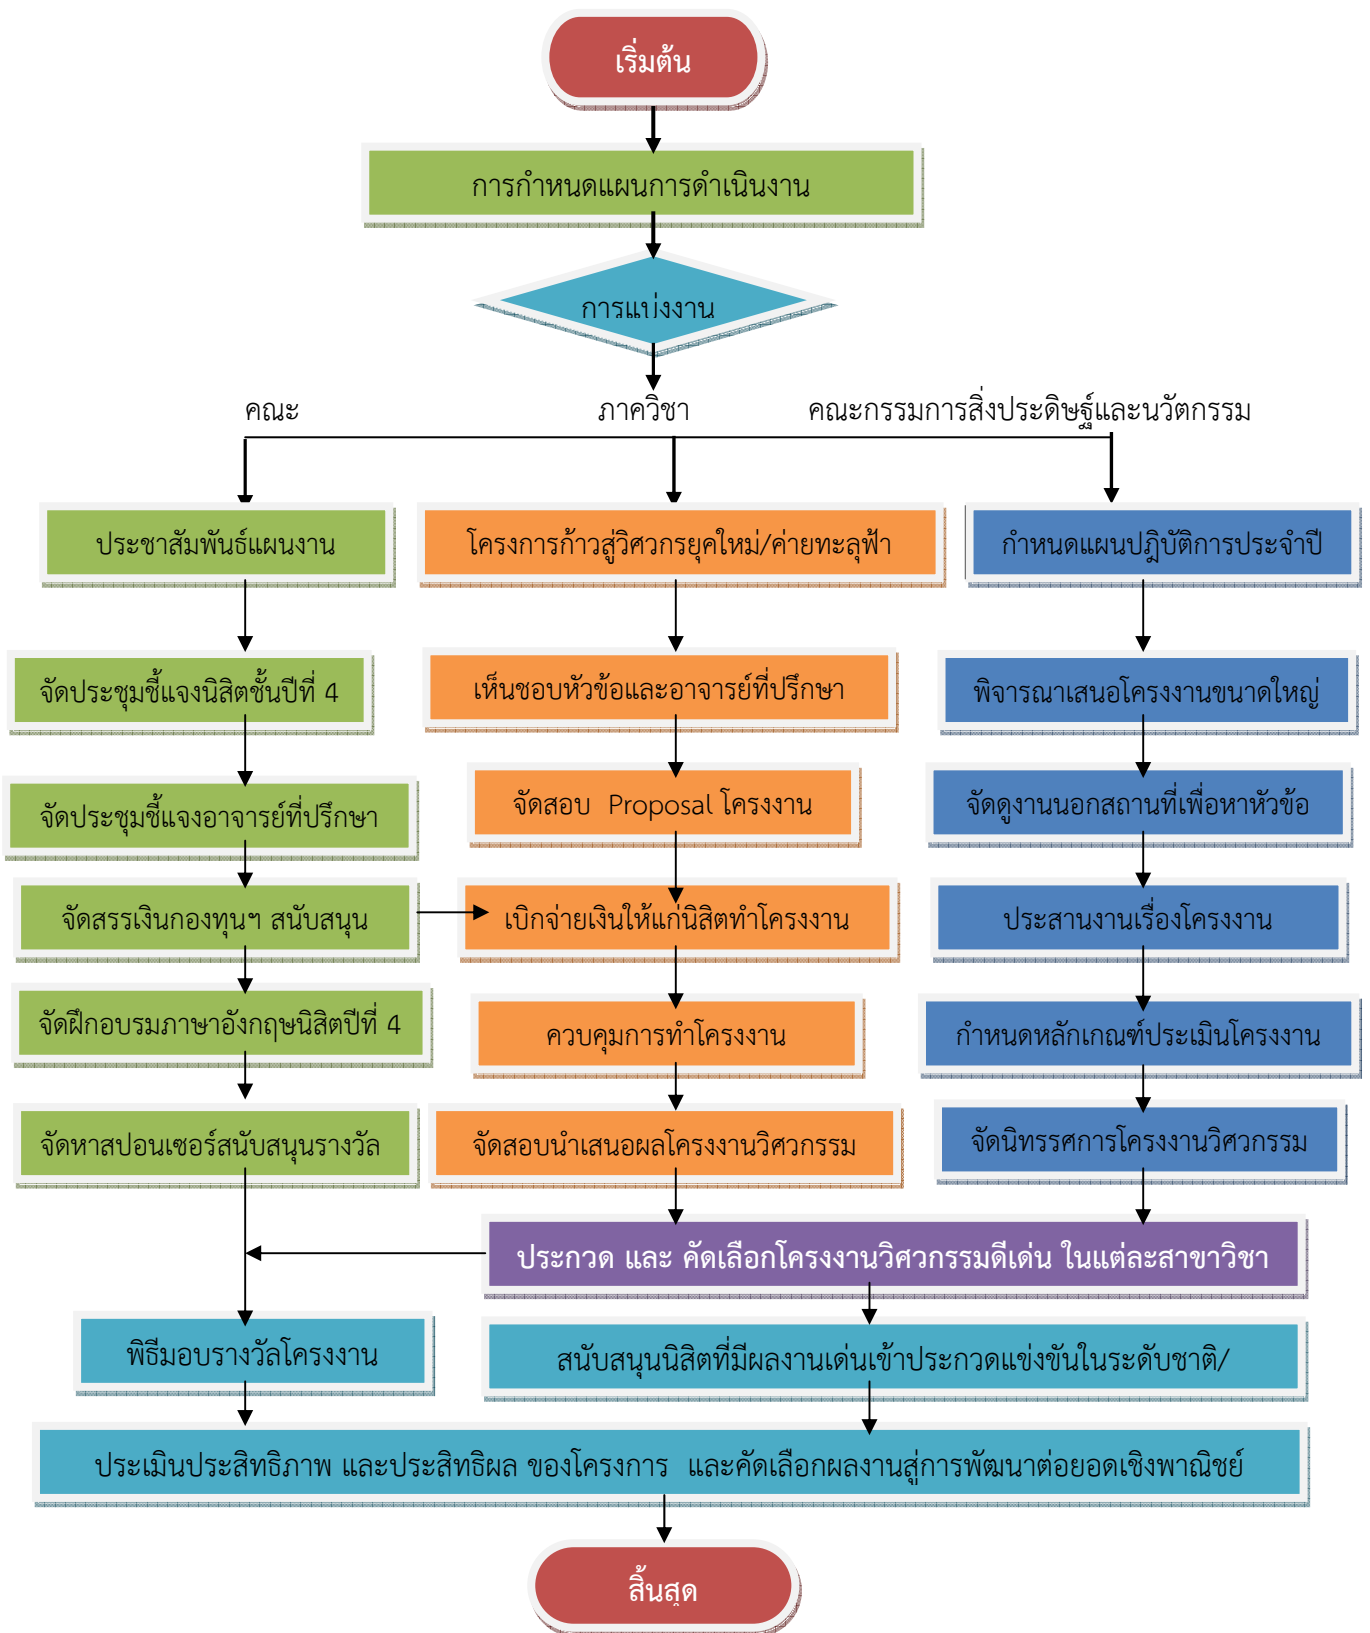 เริ่มต้น
การกำหนดแผนการดำเนินงาน
การแบ่งงาน
คณะ
ภาควิชา
คณะกรรมการสิ่งประดิษฐ์และนวัตกรรม
ประชาสัมพันธ์แผนงาน
โครงการก้าวสู่วิศวกรยุคใหม่/ค่ายทะลุฟ้า
กำหนดแผนปฎิบัติการประจำปี
จัดประชุมชี้แจงนิสิตชั้นปีที่ 4
เห็นชอบหัวข้อและอาจารย์ที่ปรึกษา
พิจารณาเสนอโครงงานขนาดใหญ่
จัดประชุมชี้แจงอาจารย์ที่ปรึกษา
จัดสอบ Proposal โครงงาน
จัดดูงานนอกสถานที่เพื่อหาหัวข้อ
จัดสรรเงินกองทุนฯ สนับสนุน
เบิกจ่ายเงินให้แก่นิสิตทำโครงงาน
ประสานงานเรื่องโครงงาน
จัดฝึกอบรมภาษาอังกฤษนิสิตปีที่ 4
ควบคุมการทำโครงงาน
กำหนดหลักเกณฑ์ประเมินโครงงาน
จัดหาสปอนเซอร์สนับสนุนรางวัล
จัดสอบนำเสนอผลโครงงานวิศวกรรม
จัดนิทรรศการโครงงานวิศวกรรม
ประกวด และ คัดเลือกโครงงานวิศวกรรมดีเด่น ในแต่ละสาขาวิชา
พิธีมอบรางวัลโครงงาน
สนับสนุนนิสิตที่มีผลงานเด่นเข้าประกวดแข่งขันในระดับชาติ/
ประเมินประสิทธิภาพ และประสิทธิผล ของโครงการ และคัดเลือกผลงานสู่การพัฒนาต่อยอดเชิงพาณิชย์
สิ้นสุด